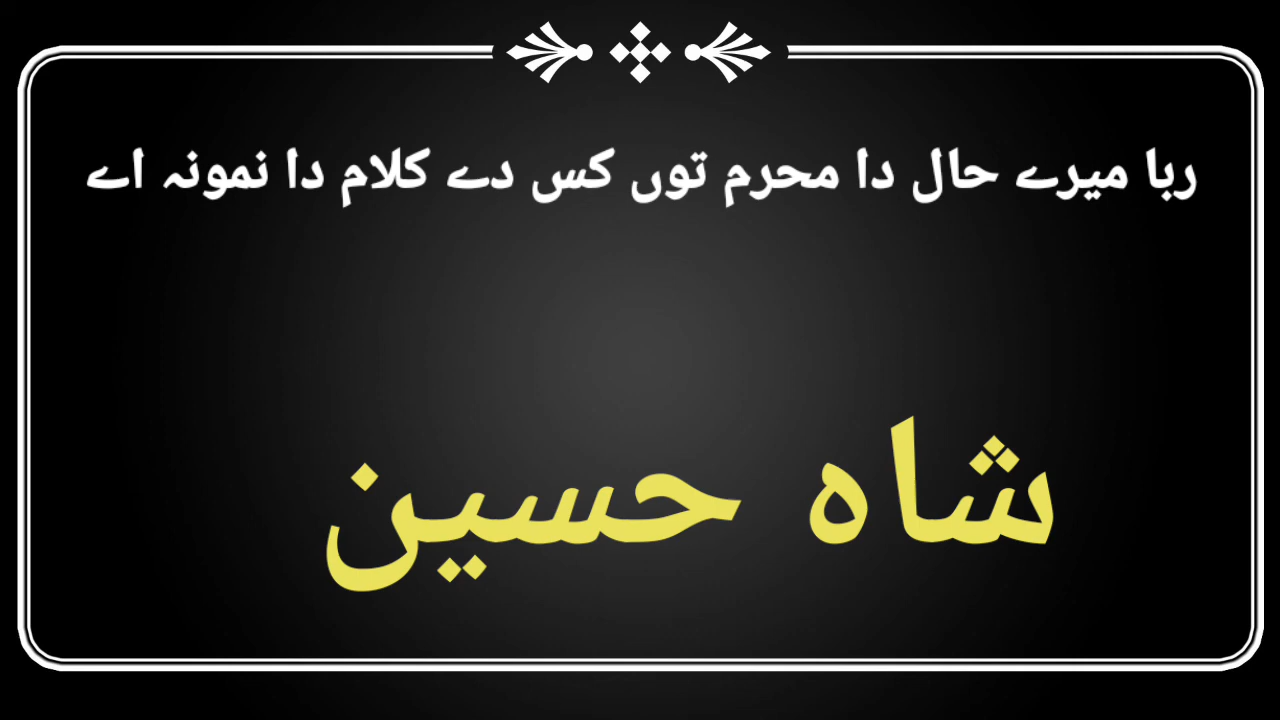 ربا میرے حال دا محرم توں کس دے کلام دا نمونہ اے
شاہ حسین